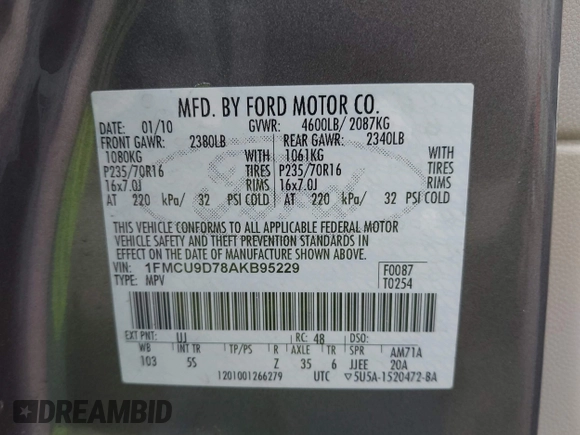 MFD. BY FORD MOTOR CO.
DATE: 01/10 GVWR: 4600LB/ 2087KG
FRONT GAWR: 2380LB REAR GAWR: 2340LB
1080KG WITH 1061KG WITH
P235/70R16 TIRES P235/70R16 TIRES
16x7.0J RIMS 16x7.0J RIMS
AT 220 kPa/ 32 PSI COLD AT 220 kPa/ 32 PSI COLD
THIS VEHICLE CONFORMS TO ALL APPLICABLE FEDERAL MOTOR
VEHICLE SAFETY AND THEFT PREVENTION STANDARDS IN
EFFECT ON THE DATE OF MANUFACTURE SHOWN ABOVE.
VIN: 1FMCU9D78AKB95229 F0087
TYPE: MPV T0254
EXT PNT: UJ RC: 48 DSO:
WB INT TR TP/PS R AXLE TR SPR AM71A
103 55 Z 35 6 JJEE 20A
1201001266279 UTC ▽5U5A-1520472-BA
Ford
DREAMBID